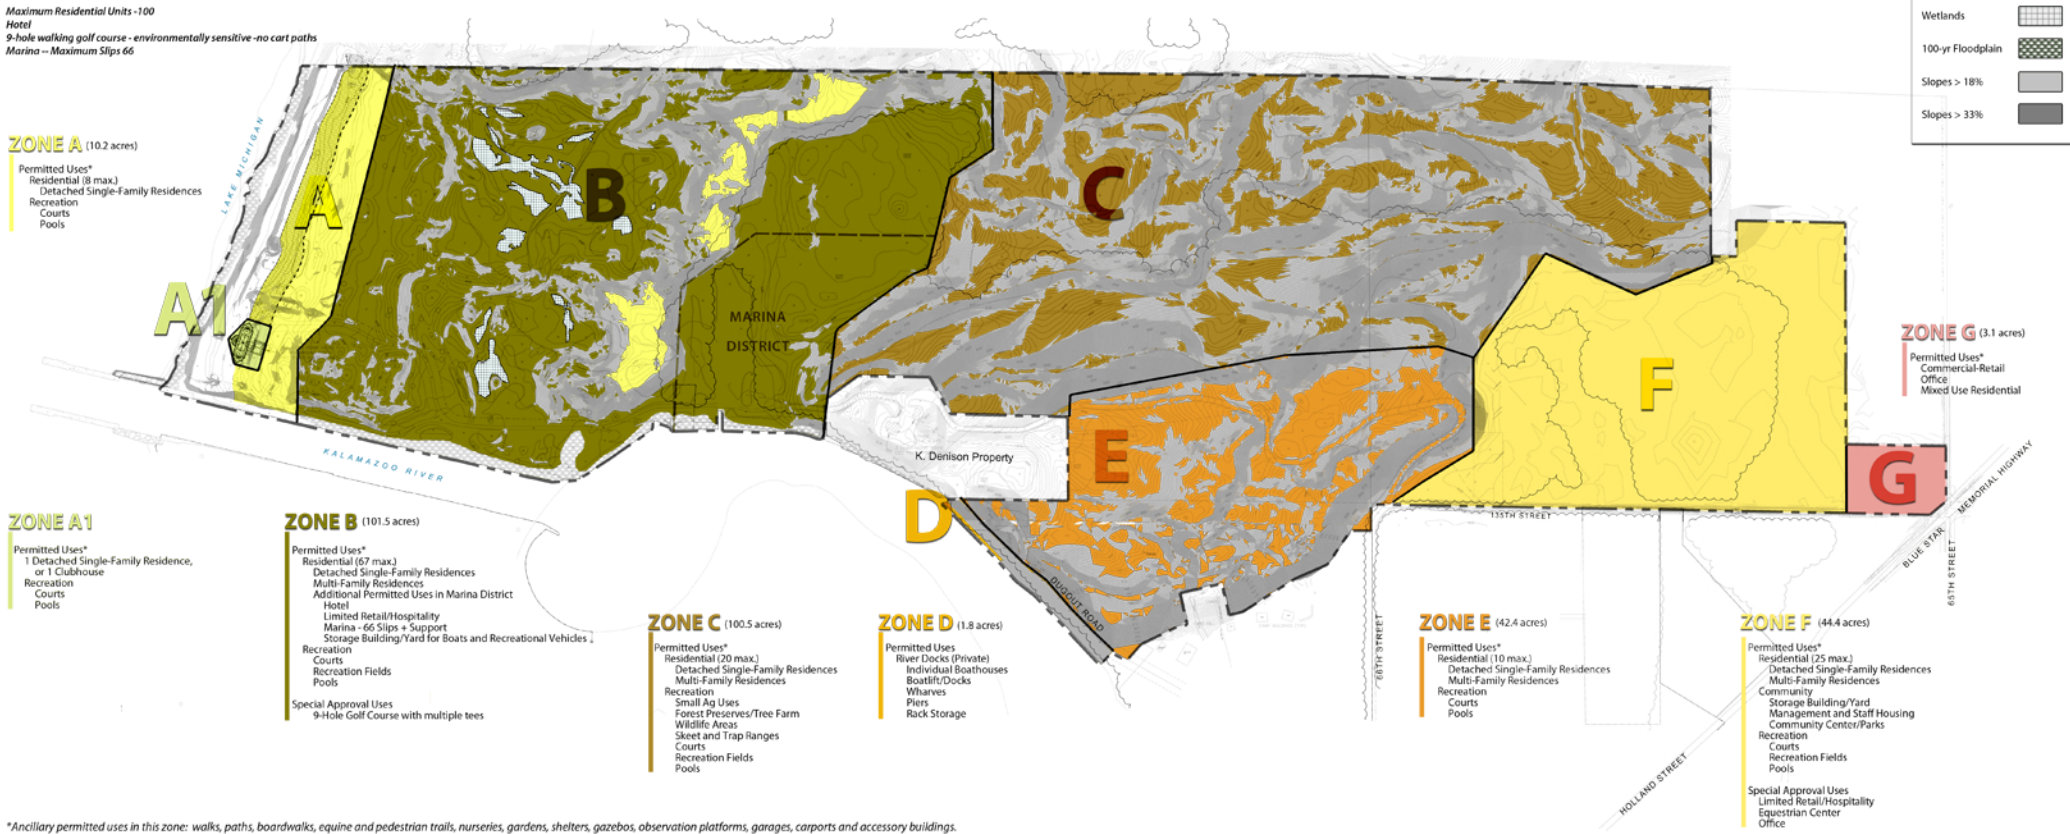 Maximum Residential Units -100
Hotel
9-hole walking golf course - environmentally sensitive -no cart paths
Marina -- Maximum Slips 66
Wetlands
100-yr Floodplain
Slopes > 18%
Slopes > 33%
ZONE A (10.2 acres)
Permitted Uses*
Residential (8 max.)
Detached Single-Family Residences
Recreation
Courts
Pools
LAKE MICHIGAN
A
A1
B
C
MARINA
DISTRICT
F
E
D
G
K. Denison Property
KALAMAZOO RIVER
DUGOUT ROAD
135TH STREET
66TH STREET
65TH STREET
BLUE STAR MEMORIAL HIGHWAY
HOLLAND STREET
ZONE G (3.1 acres)
Permitted Uses*
Commercial-Retail
Office
Mixed Use Residential
ZONE A1
Permitted Uses*
1 Detached Single-Family Residence,
or 1 Clubhouse
Recreation
Courts
Pools
ZONE B (101.5 acres)
Permitted Uses*
Residential (67 max.)
Detached Single-Family Residences
Multi-Family Residences
Additional Permitted Uses in Marina District
Hotel
Limited Retail/Hospitality
Marina - 66 Slips + Support
Storage Building/Yard for Boats and Recreational Vehicles
Recreation
Courts
Recreation Fields
Pools
Special Approval Uses
9-Hole Golf Course with multiple tees
ZONE C (100.5 acres)
Permitted Uses*
Residential (20 max.)
Detached Single-Family Residences
Multi-Family Residences
Recreation
Small Ag Uses
Forest Preserves/Tree Farm
Wildlife Areas
Skeet and Trap Ranges
Courts
Recreation Fields
Pools
ZONE D (1.8 acres)
Permitted Uses
River Docks (Private)
Individual Boathouses
Boatlift/Docks
Wharves
Piers
Rack Storage
ZONE E (42.4 acres)
Permitted Uses*
Residential (10 max.)
Detached Single-Family Residences
Multi-Family Residences
Recreation
Courts
Pools
ZONE F (44.4 acres)
Permitted Uses*
Residential (25 max.)
Detached Single-Family Residences
Multi-Family Residences
Community
Storage Building/Yard
Management and Staff Housing
Community Center/Parks
Recreation
Courts
Recreation Fields
Pools
Special Approval Uses
Limited Retail/Hospitality
Equestrian Center
Office
*Ancillary permitted uses in this zone: walks, paths, boardwalks, equine and pedestrian trails, nurseries, gardens, shelters, gazebos, observation platforms, garages, carports and accessory buildings.